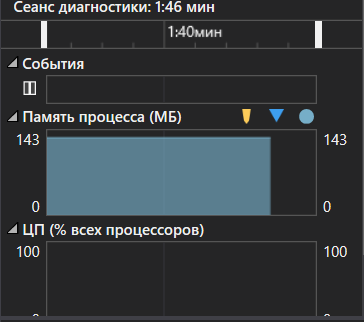 Сеанс диагностики: 1:46 мин
1:40мин
События
Память процесса (МБ)
143 143
0 0
ЦП (% всех процессоров)
100 100